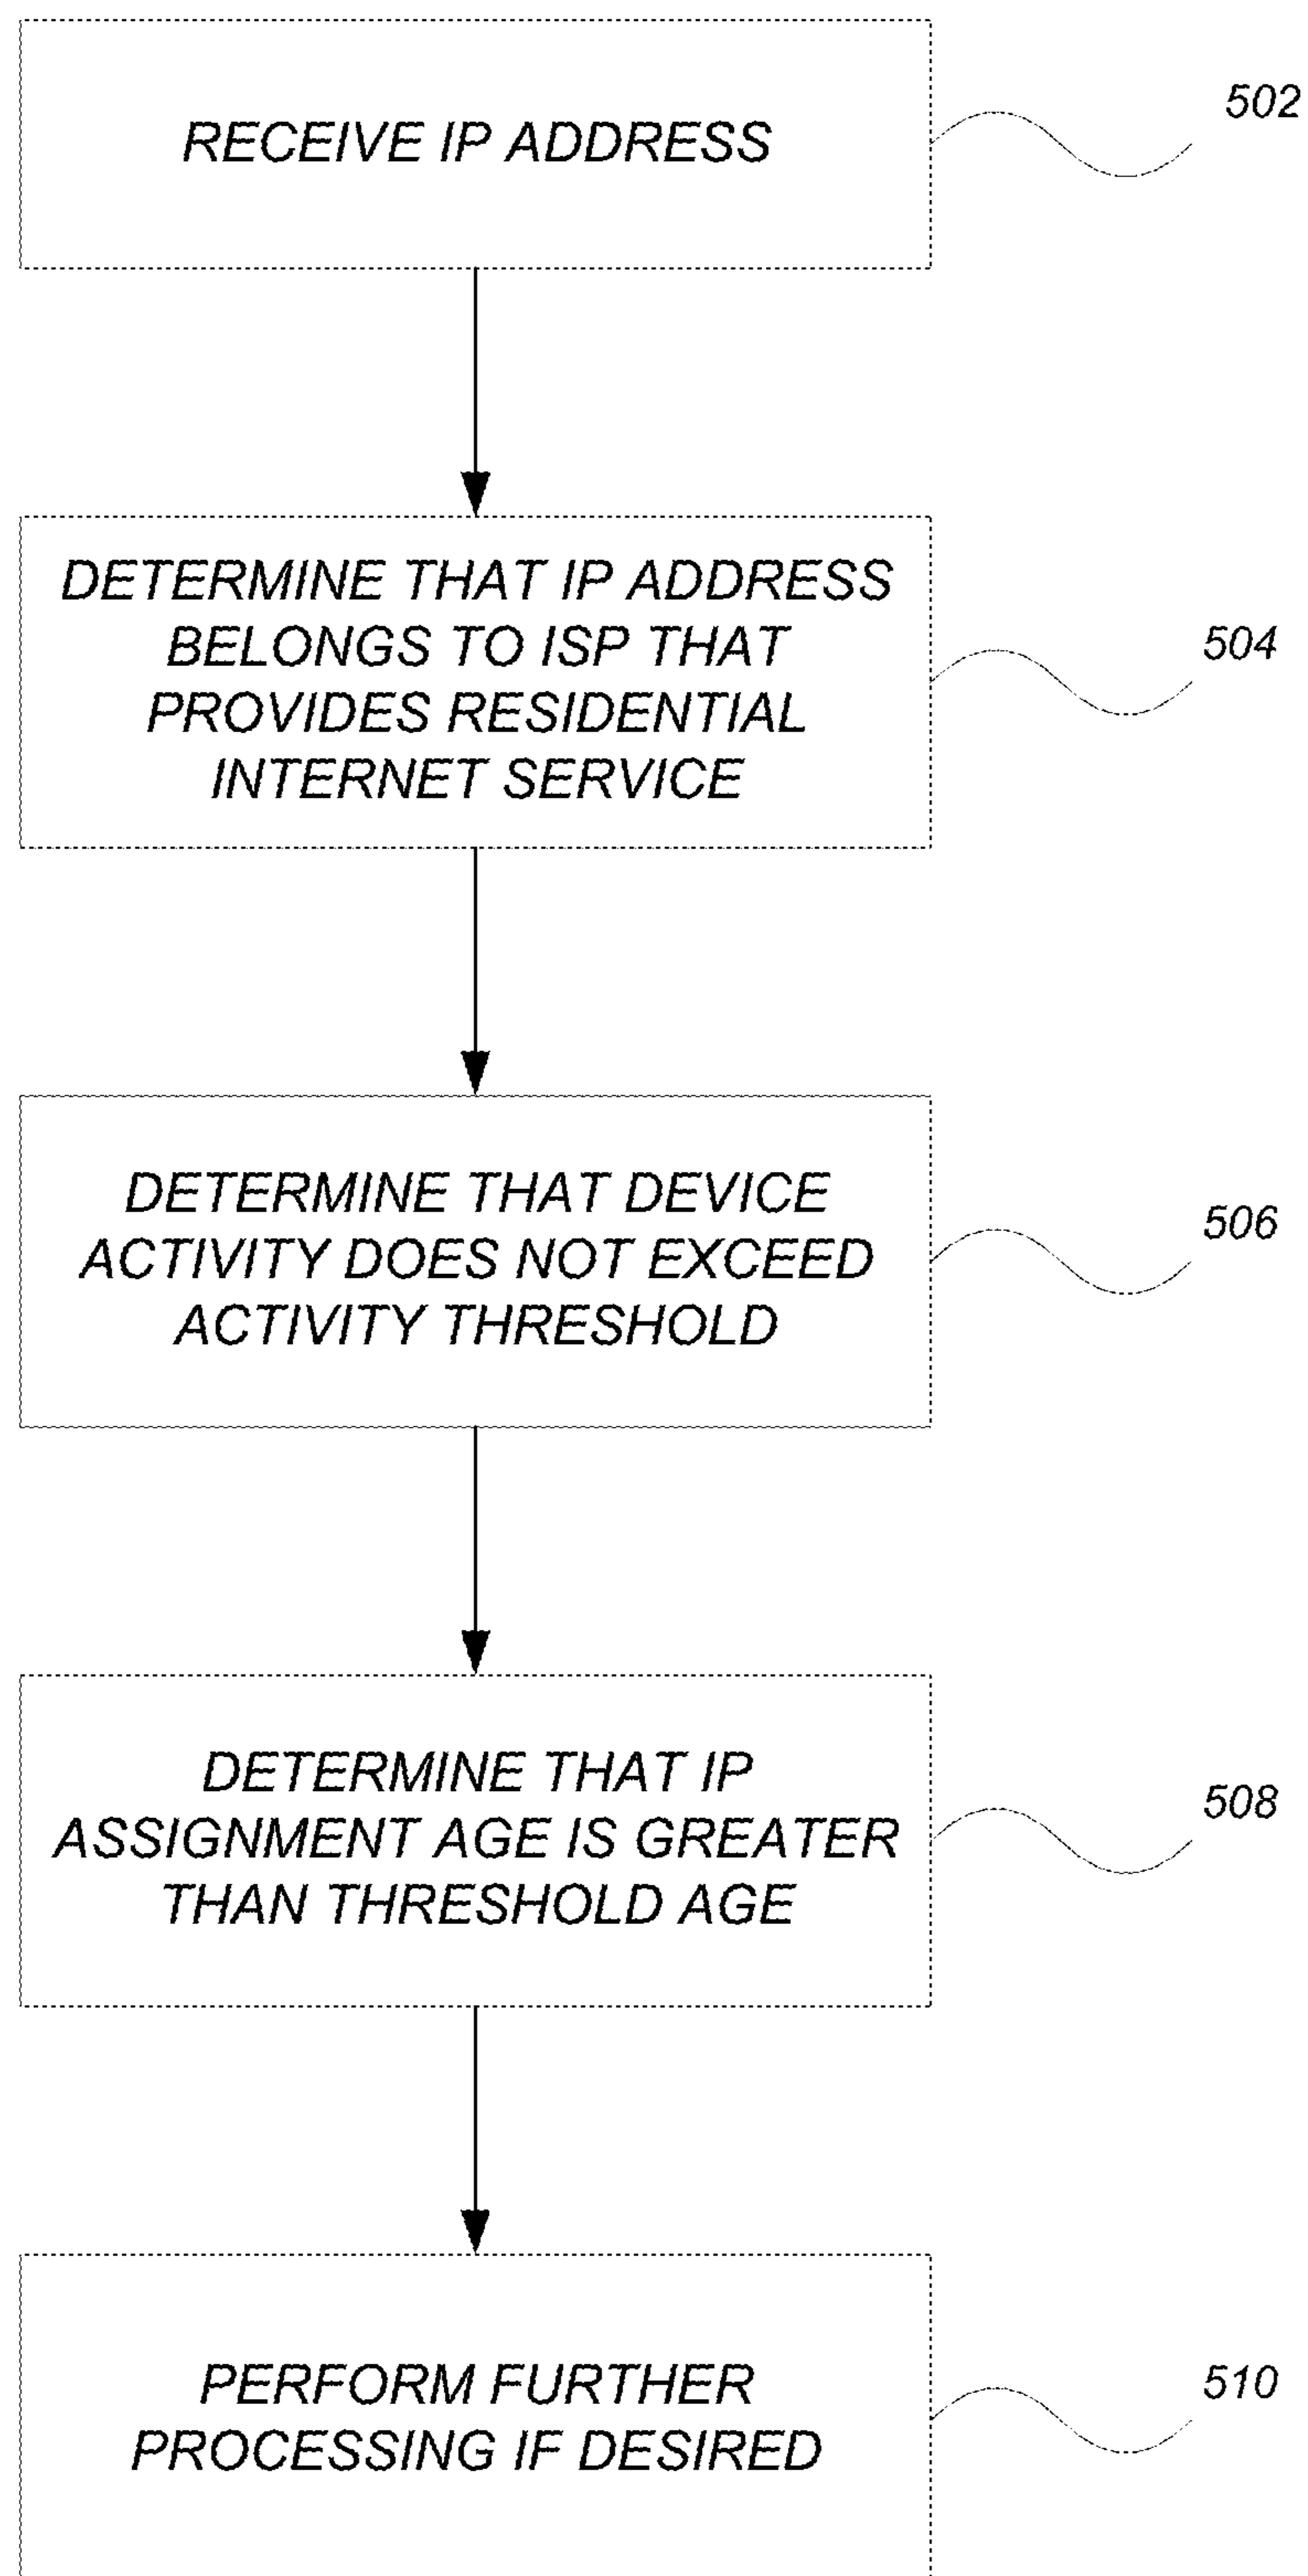 RECEIVE IP ADDRESS
502
DETERMINE THAT IP ADDRESS
BELONGS TO ISP THAT
PROVIDES RESIDENTIAL
INTERNET SERVICE
504
DETERMINE THAT DEVICE
ACTIVITY DOES NOT EXCEED
ACTIVITY THRESHOLD
506
DETERMINE THAT IP
ASSIGNMENT AGE IS GREATER
THAN THRESHOLD AGE
508
PERFORM FURTHER
PROCESSING IF DESIRED
510